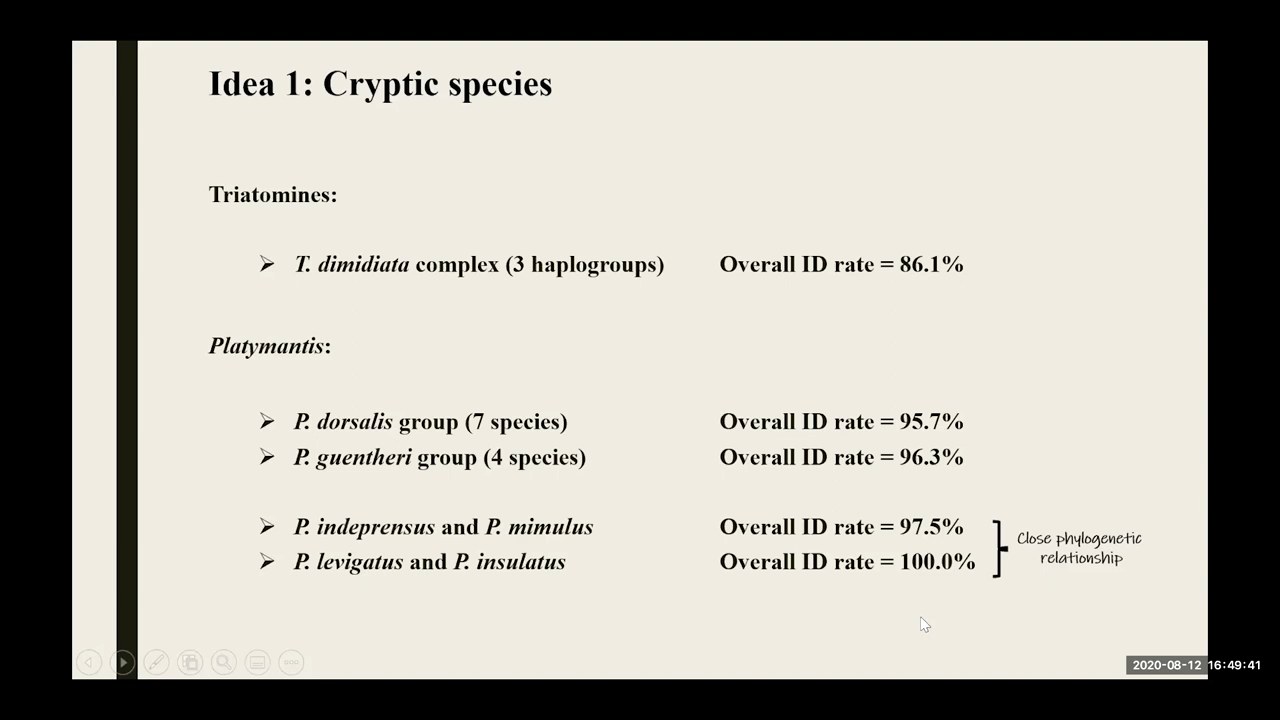 Idea 1: Cryptic species
Triatomines:
➢ T. dimidiata complex (3 haplogroups) Overall ID rate = 86.1%
Platymantis:
➢ P. dorsalis group (7 species) Overall ID rate = 95.7%
➢ P. guentheri group (4 species) Overall ID rate = 96.3%
➢ P. indeprensus and P. mimulus Overall ID rate = 97.5%
➢ P. levigatus and P. insulatus Overall ID rate = 100.0%
Close phylogenetic
relationship
2020-08-12 16:49:41